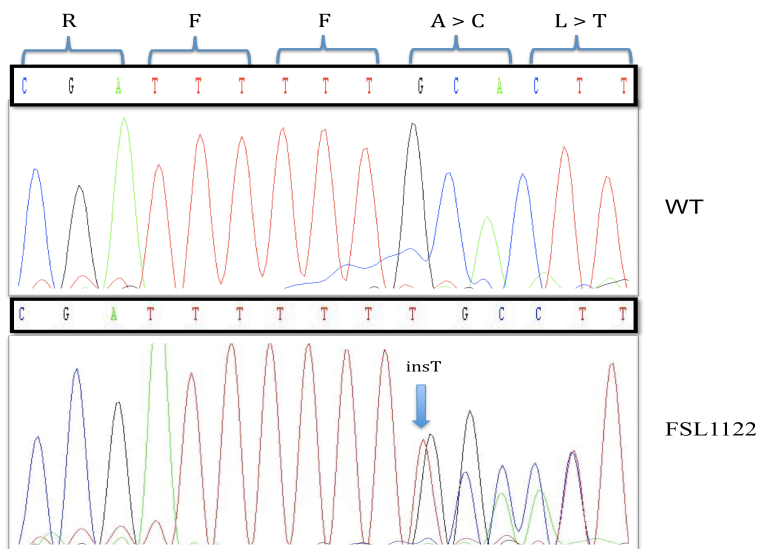 R F F A > C L > T
C G A T T T T T T G C A C T T
WT
C G A T T T T T T T G C C T T
insT
FSL1122